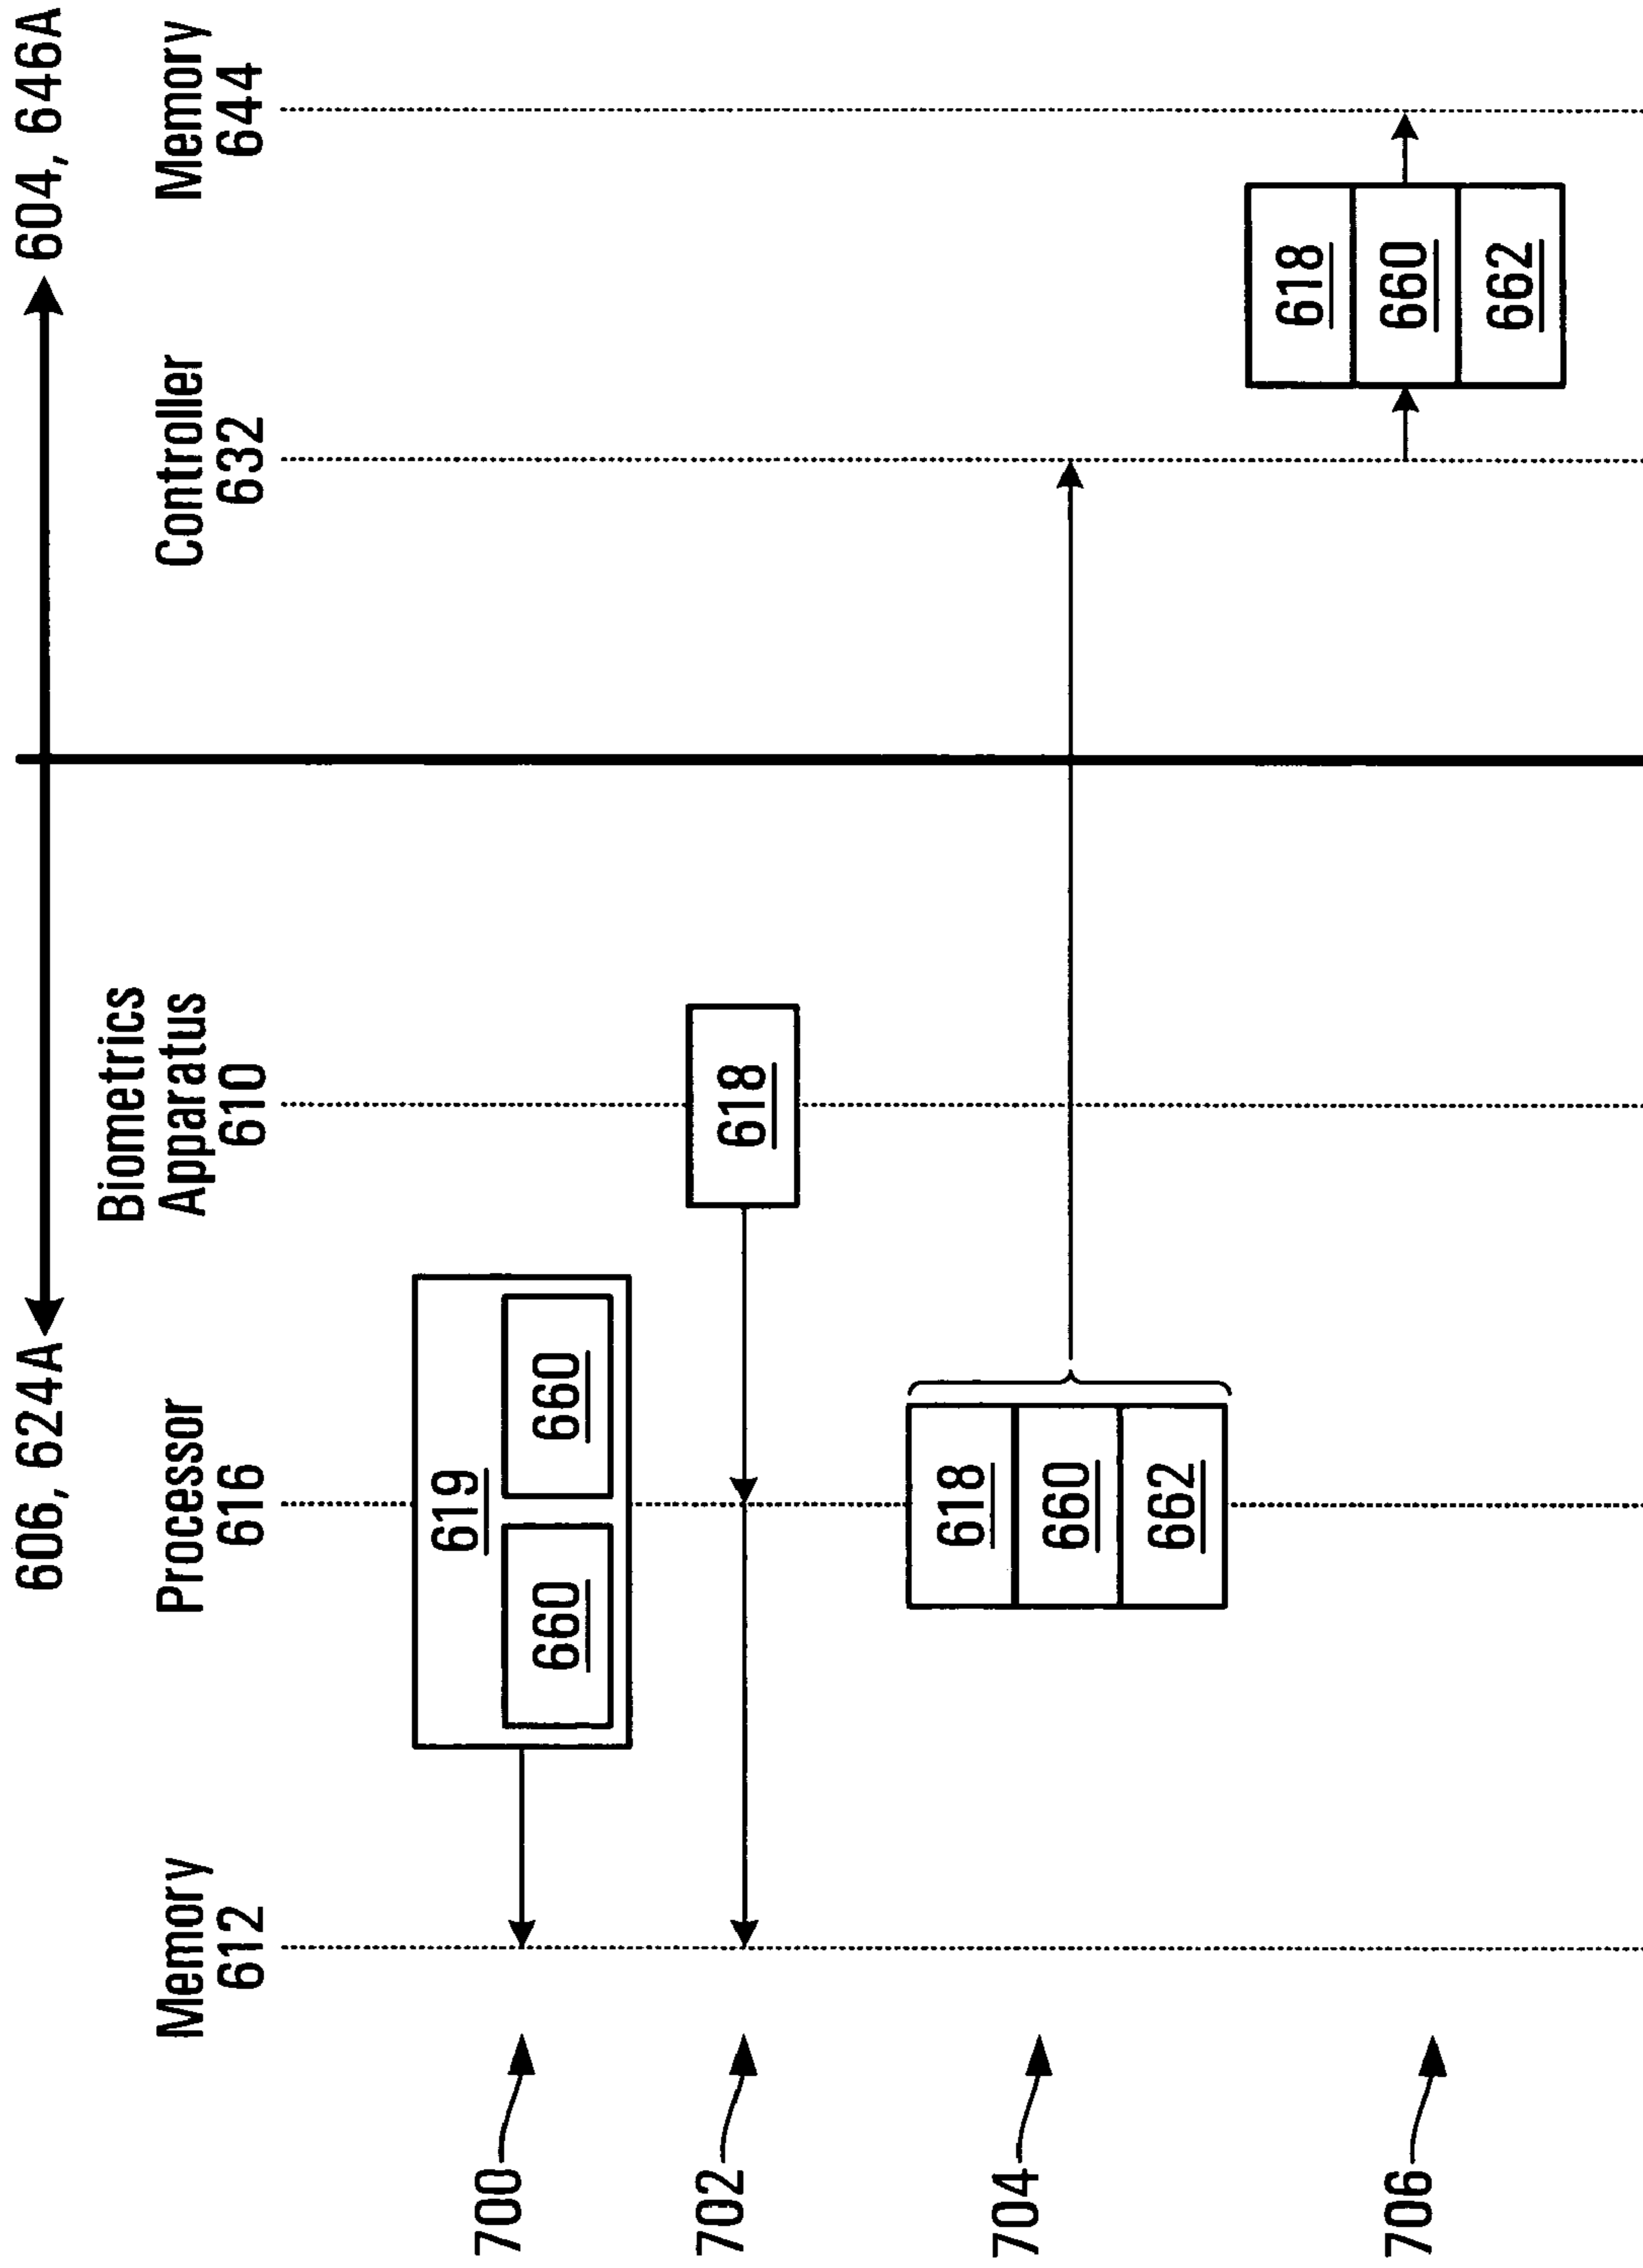 606, 624A
604, 646A
Memory
612
Processor
616
Biometrics
Apparatus
610
Controller
632
Memory
644
700
619
660
660
702
618
704
618
660
662
706
618
660
662